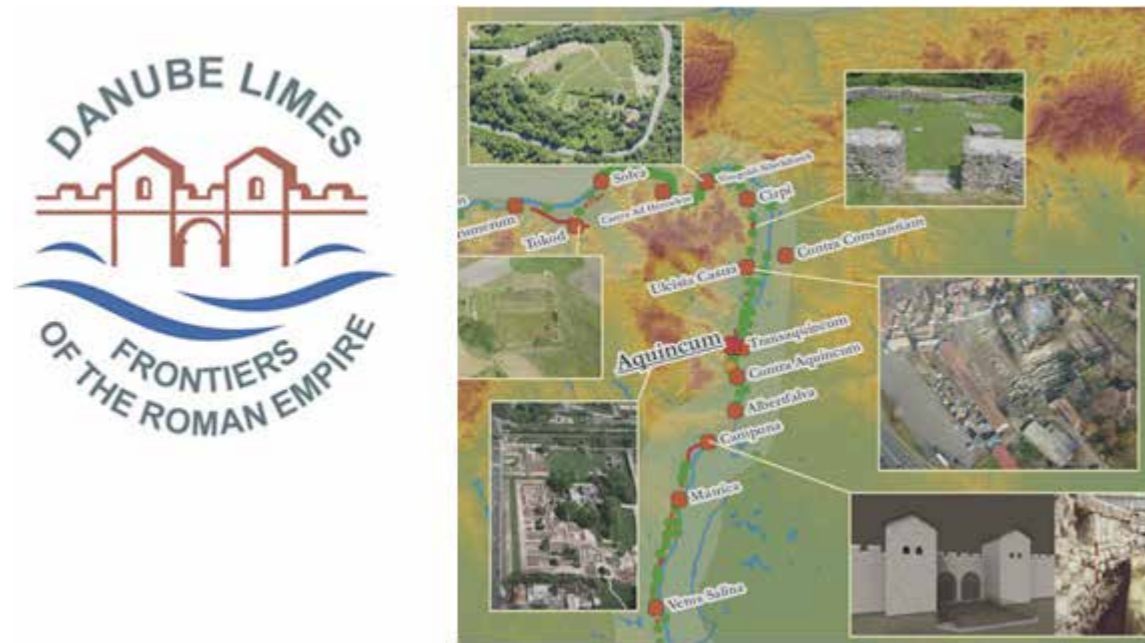 DANUBE LIMES
FRONTIERS
OF THE ROMAN EMPIRE
Solva
Cirpi
Tokod
Contra Constantiam
Ulcisia Castra
Aquincum
Transaquincum
Contra Aquincum
Albertfalva
Campona
Matrica
Vetus Salina